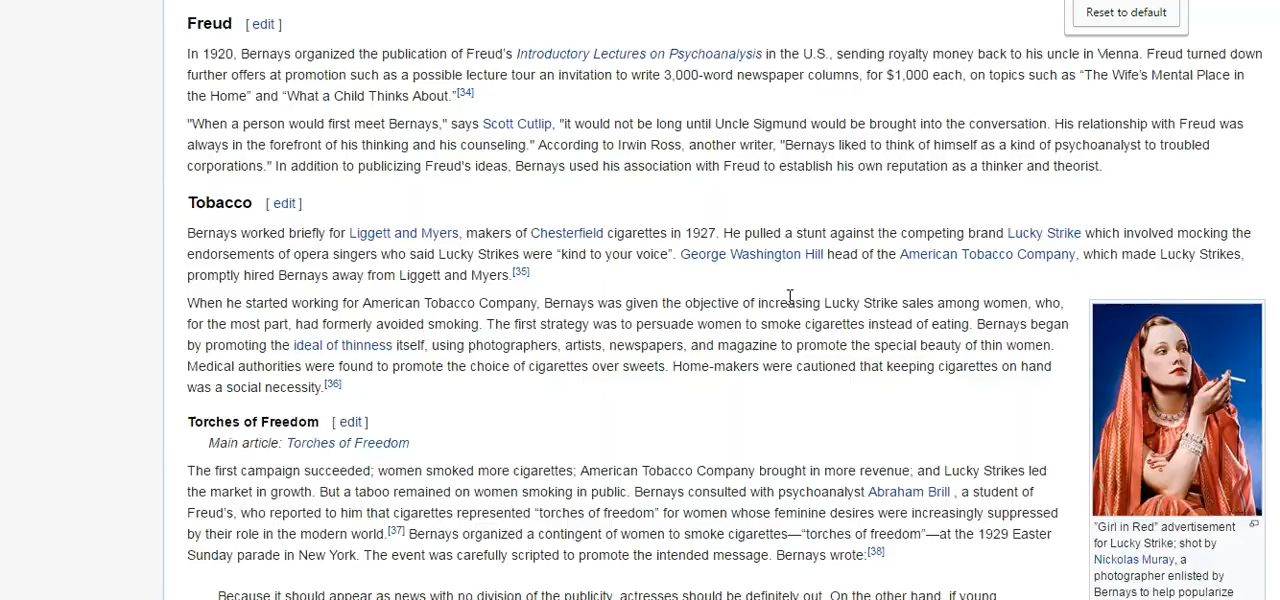 Reset to default
Freud [ edit ]
In 1920, Bernays organized the publication of Freud's Introductory Lectures on Psychoanalysis in the U.S., sending royalty money back to his uncle in Vienna. Freud turned down
further offers at promotion such as a possible lecture tour an invitation to write 3,000-word newspaper columns, for $1,000 each, on topics such as “The Wife's Mental Place in
the Home” and “What a Child Thinks About.”[34]
"When a person would first meet Bernays," says Scott Cutlip, "it would not be long until Uncle Sigmund would be brought into the conversation. His relationship with Freud was
always in the forefront of his thinking and his counseling." According to Irwin Ross, another writer, "Bernays liked to think of himself as a kind of psychoanalyst to troubled
corporations." In addition to publicizing Freud's ideas, Bernays used his association with Freud to establish his own reputation as a thinker and theorist.
Tobacco [ edit ]
Bernays worked briefly for Liggett and Myers, makers of Chesterfield cigarettes in 1927. He pulled a stunt against the competing brand Lucky Strike which involved mocking the
endorsements of opera singers who said Lucky Strikes were “kind to your voice”. George Washington Hill head of the American Tobacco Company, which made Lucky Strikes,
promptly hired Bernays away from Liggett and Myers.[35]
When he started working for American Tobacco Company, Bernays was given the objective of increasing Lucky Strike sales among women, who,
for the most part, had formerly avoided smoking. The first strategy was to persuade women to smoke cigarettes instead of eating. Bernays began
by promoting the ideal of thinness itself, using photographers, artists, newspapers, and magazine to promote the special beauty of thin women.
Medical authorities were found to promote the choice of cigarettes over sweets. Home-makers were cautioned that keeping cigarettes on hand
was a social necessity.[36]
Torches of Freedom [ edit ]
Main article: Torches of Freedom
The first campaign succeeded; women smoked more cigarettes; American Tobacco Company brought in more revenue; and Lucky Strikes led
the market in growth. But a taboo remained on women smoking in public. Bernays consulted with psychoanalyst Abraham Brill , a student of
Freud's, who reported to him that cigarettes represented “torches of freedom” for women whose feminine desires were increasingly suppressed
by their role in the modern world.[37] Bernays organized a contingent of women to smoke cigarettes—“torches of freedom”—at the 1929 Easter
Sunday parade in New York. The event was carefully scripted to promote the intended message. Bernays wrote:[38]
Because it should appear as news with no division of the publicity, actresses should be definitely out. On the other hand, if young
"Girl in Red" advertisement
for Lucky Strike; shot by
Nickolas Muray, a
photographer enlisted by
Bernays to help popularize